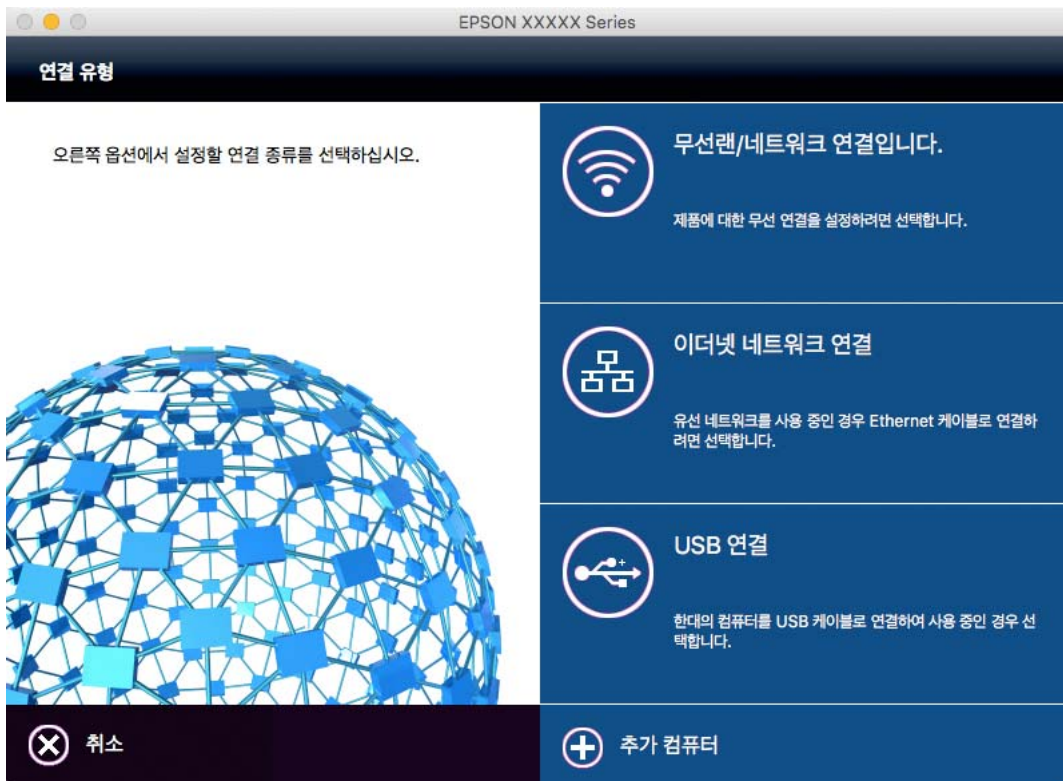 EPSON XXXXX Series
연결 유형
오른쪽 옵션에서 설정할 연결 종류를 선택하십시오.
무선랜/네트워크 연결입니다.
제품에 대한 무선 연결을 설정하려면 선택합니다.
이더넷 네트워크 연결
유선 네트워크를 사용 중인 경우 Ethernet 케이블로 연결하
려면 선택합니다.
USB 연결
한대의 컴퓨터를 USB 케이블로 연결하여 사용 중인 경우 선
택합니다.
취소
추가 컴퓨터